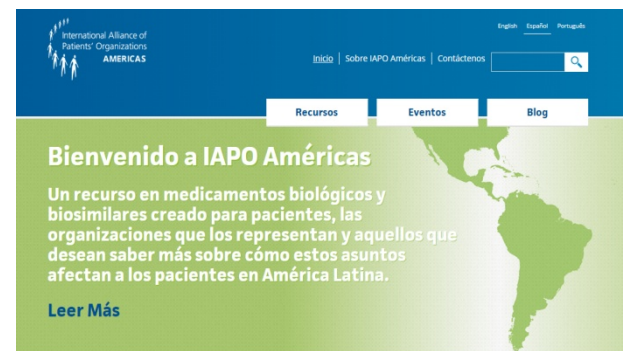 English Español Português
International Alliance of
Patients' Organizations
AMERICAS
Inicio | Sobre IAPO Américas | Contáctenos
Recursos Eventos Blog
Bienvenido a IAPO Américas
Un recurso en medicamentos biológicos y
biosimilares creado para pacientes, las
organizaciones que los representan y aquellos que
desean saber más sobre cómo estos asuntos
afectan a los pacientes en América Latina.
Leer Más